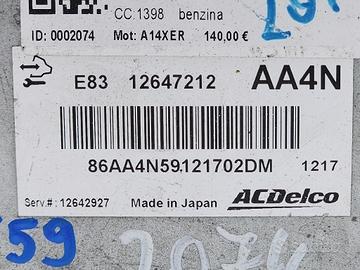 CC:1398 benzina
ID: 0002074 Mot: A14XER 140,00 €
E83 12647212 AA4N
86AA4N59121702DM 1217
Serv.#: 12642927 Made in Japan ACDelco
59
2074